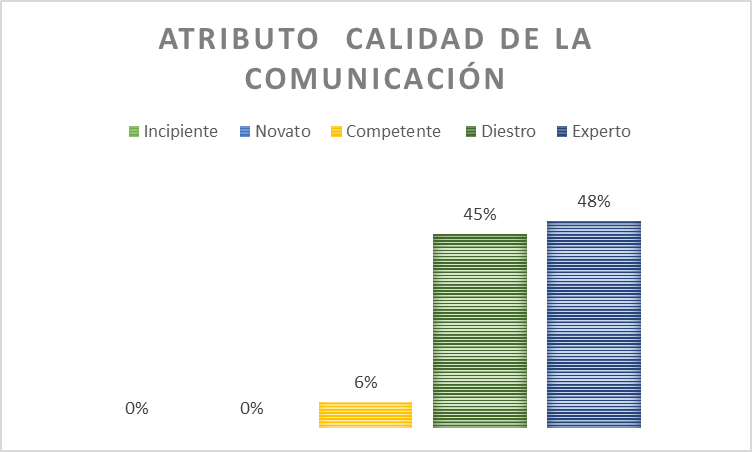 ATRIBUTO CALIDAD DE LA
COMUNICACIÓN
Incipiente Novato Competente Diestro Experto
48%
45%
6%
0% 0%